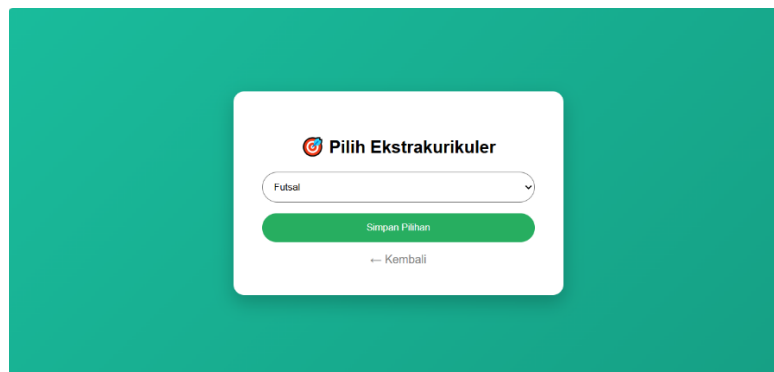 🎯 Pilih Ekstrakurikuler
Futsal
Simpan Pilihan
← Kembali